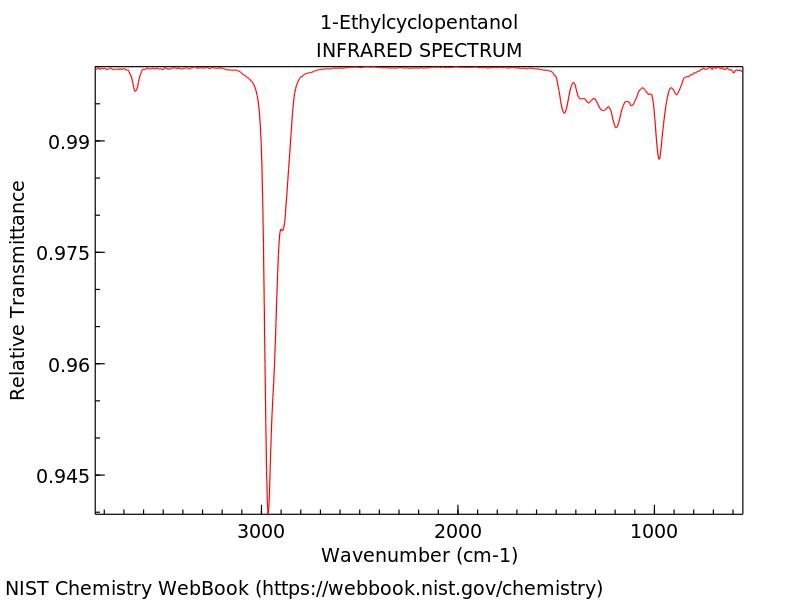 1-Ethylcyclopentanol
INFRARED SPECTRUM
Relative Transmittance
0.99
0.975
0.96
0.945
3000 2000 1000
Wavenumber (cm-1)
NIST Chemistry WebBook (https://webbook.nist.gov/chemistry)